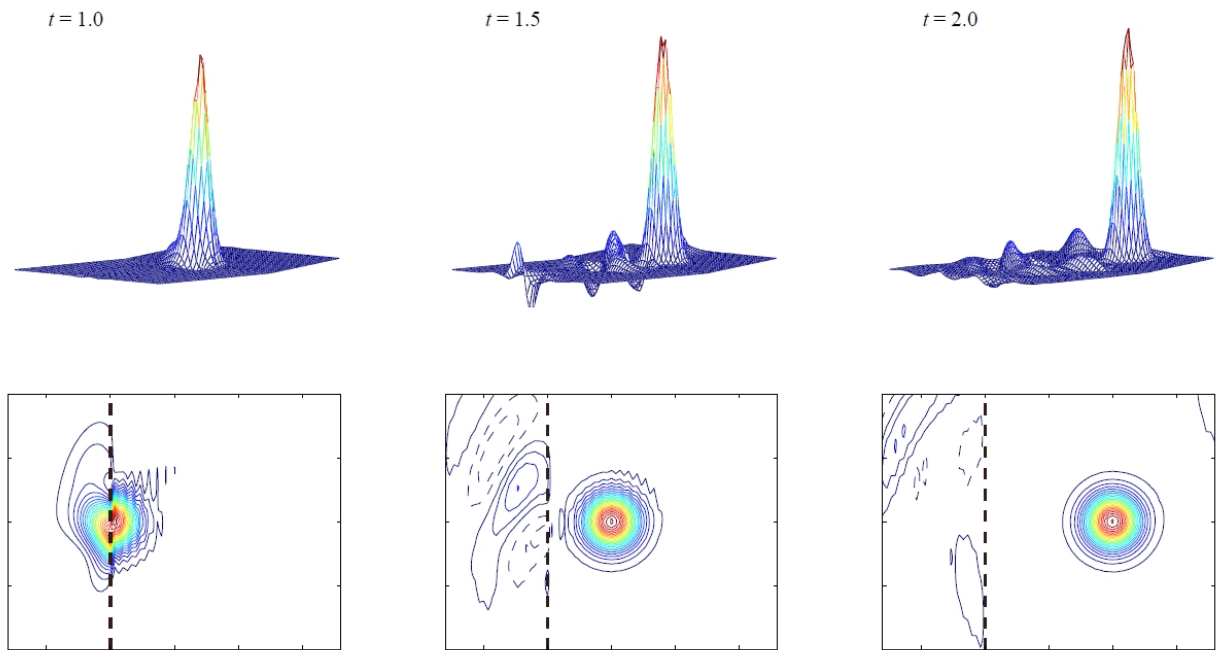 t = 1.0
t = 1.5
t = 2.0